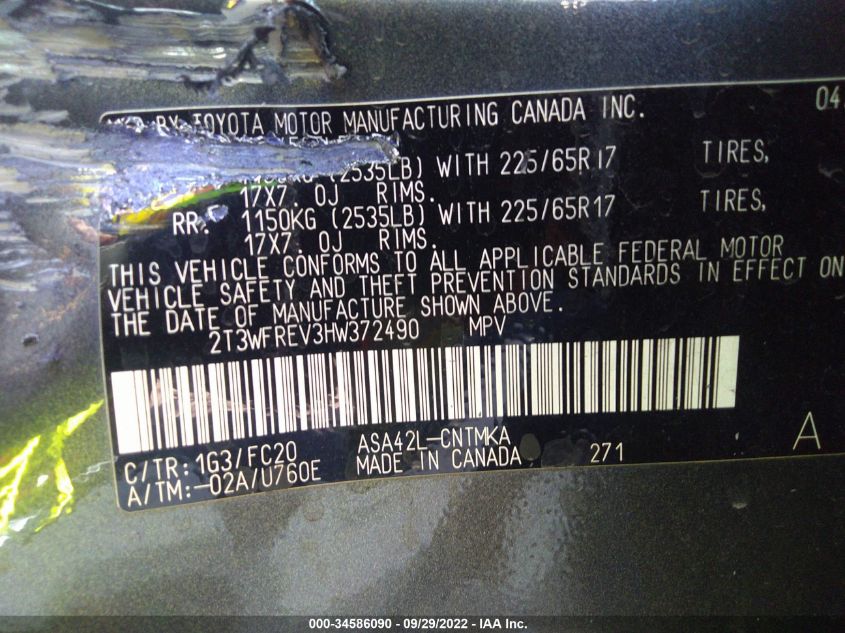 BY TOYOTA MOTOR MANUFACTURING CANADA INC. 04
(2535LB) WITH 225/65R17 TIRES,
17X7.0J RIMS.
RR: 1150KG (2535LB) WITH 225/65R17 TIRES,
17X7.0J RIMS.
THIS VEHICLE CONFORMS TO ALL APPLICABLE FEDERAL MOTOR
VEHICLE SAFETY AND THEFT PREVENTION STANDARDS IN EFFECT ON
THE DATE OF MANUFACTURE SHOWN ABOVE.
2T3WFREV3HW372490 MPV
ASA42L-CNTMKA A
C/TR: 1G3/FC20 MADE IN CANADA 271
A/TM:-02A/U760E
000-34586090 - 09/29/2022 - IAA Inc.